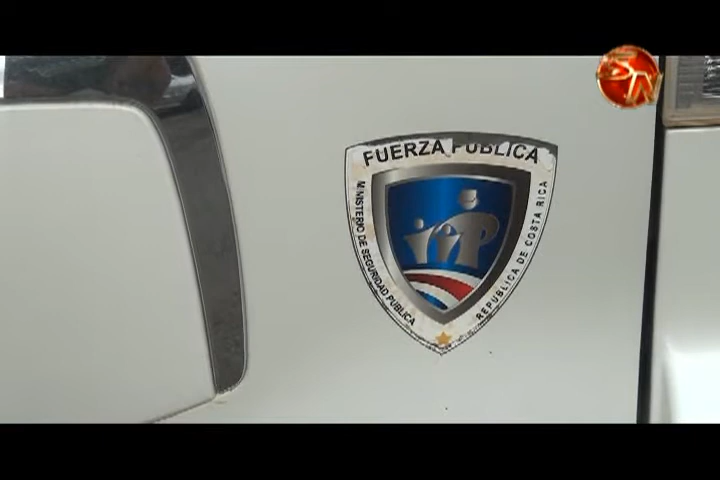 FUERZA PUBLICA
MINISTERIO DE SEGURIDAD PUBLICA
REPUBLICA DE COSTA RICA